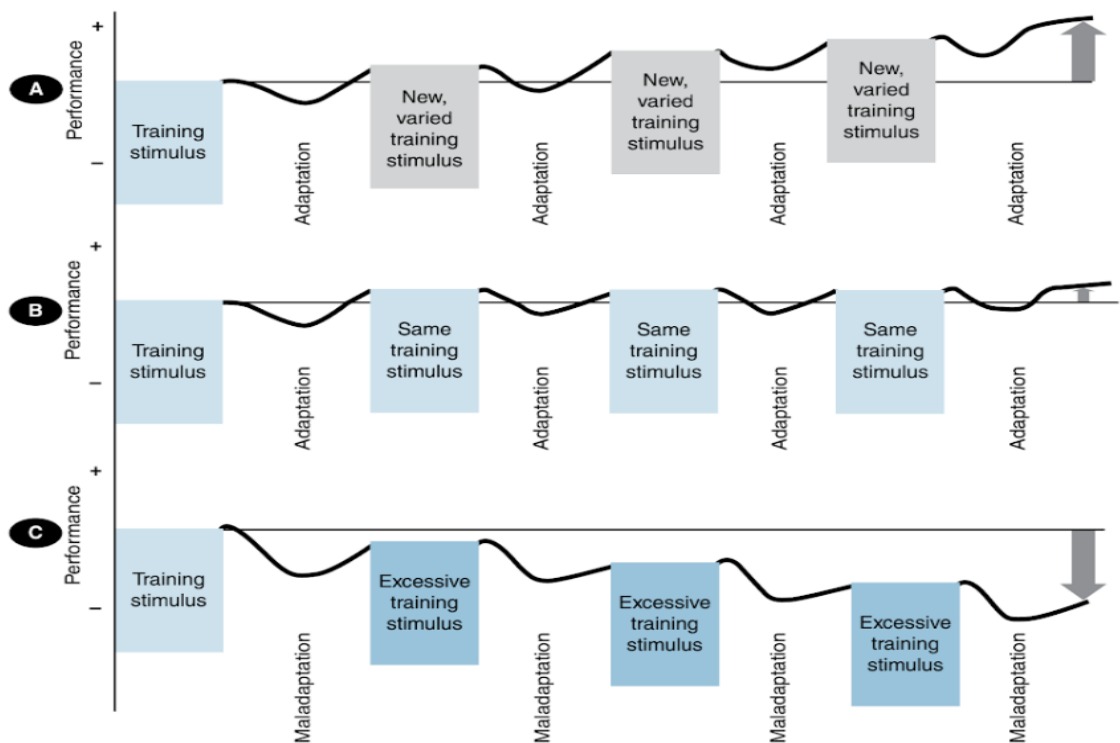 +
A
Performance
Training
stimulus
New,
varied
training
stimulus
New,
varied
training
stimulus
New,
varied
training
stimulus
–
Adaptation
Adaptation
Adaptation
Adaptation
+
B
Performance
Training
stimulus
Same
training
stimulus
Same
training
stimulus
Same
training
stimulus
–
Adaptation
Adaptation
Adaptation
Adaptation
+
C
Performance
Training
stimulus
Excessive
training
stimulus
Excessive
training
stimulus
Excessive
training
stimulus
–
Maladaptation
Maladaptation
Maladaptation
Maladaptation